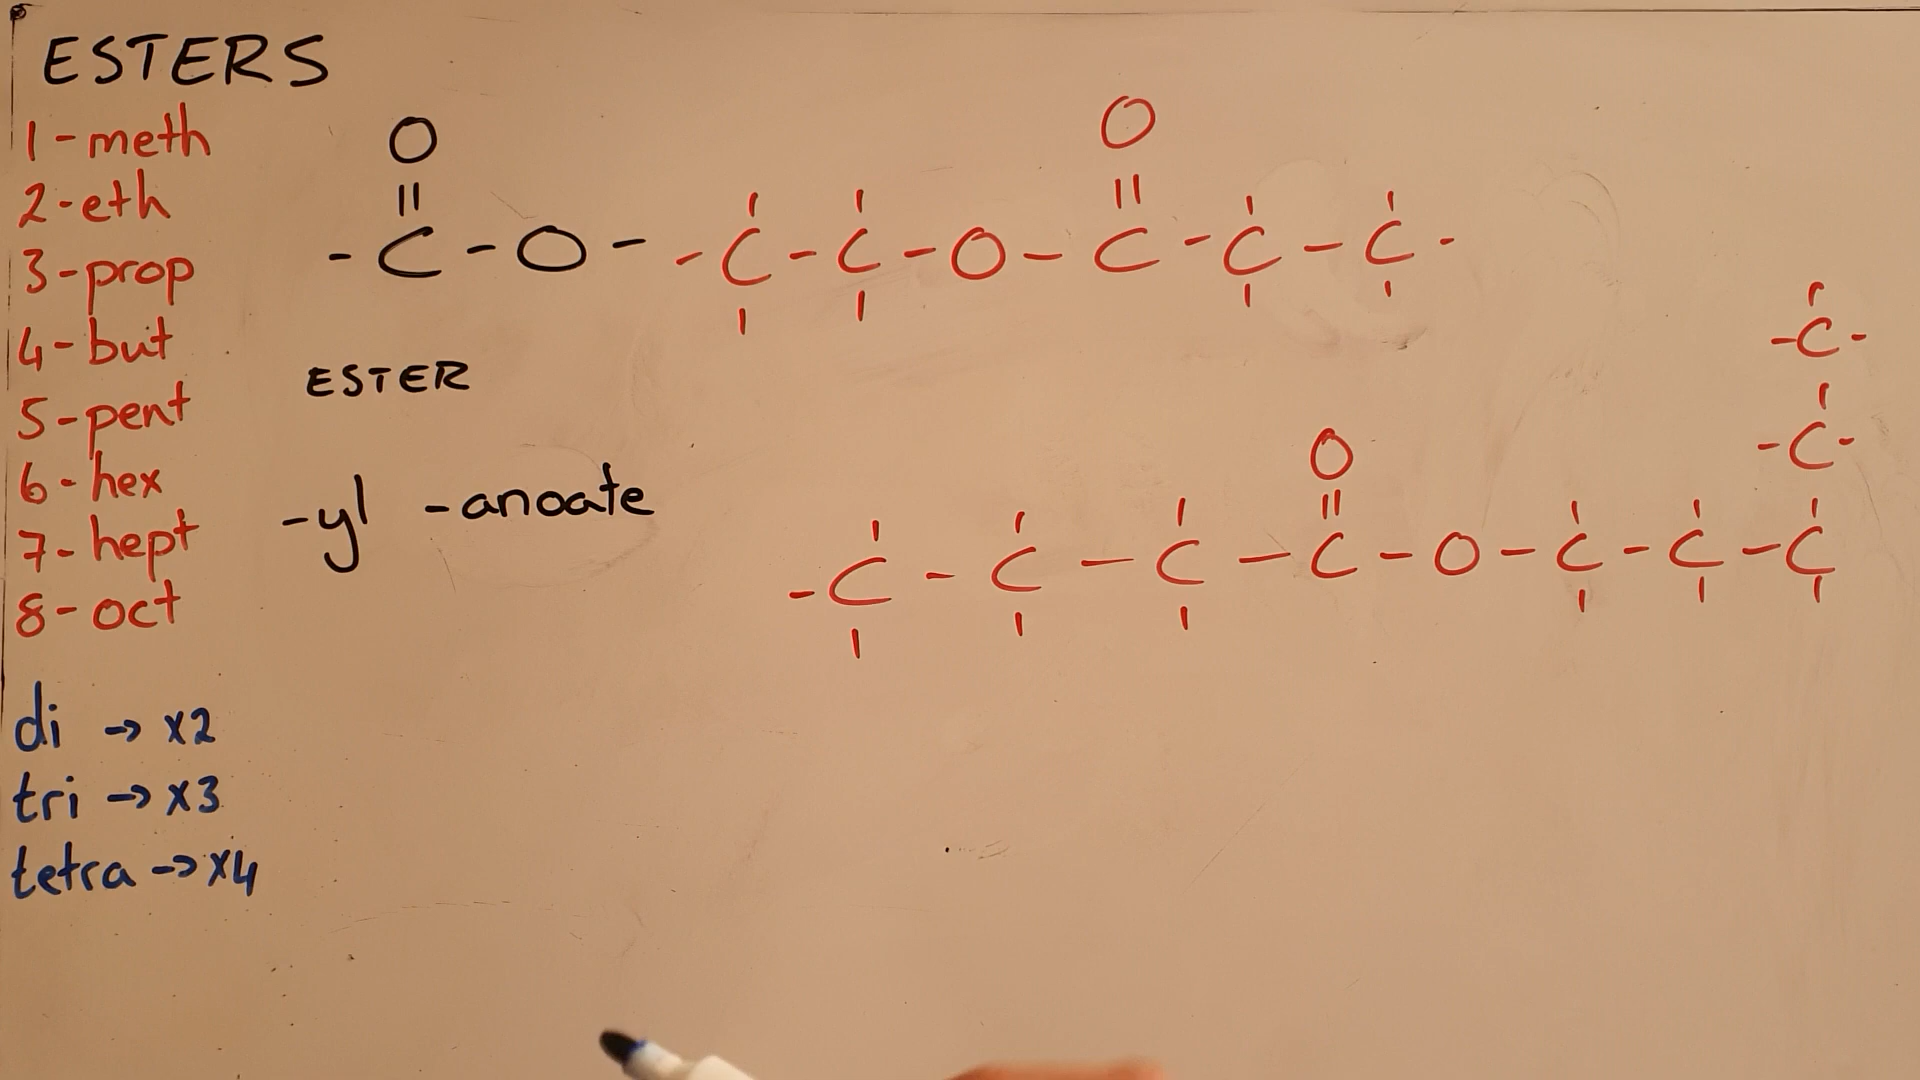 ESTERS
1-meth
2-eth
3-prop
4-but
5-pent
6-hex
7-hept
8-oct
di → x2
tri → x3
tetra → x4
O
||
-C-O-
ESTER
-yl -anoate
O
||
-C-C-O-C-C-C-
-C-
-C-
O
||
-C-C-C-C-O-C-C-C